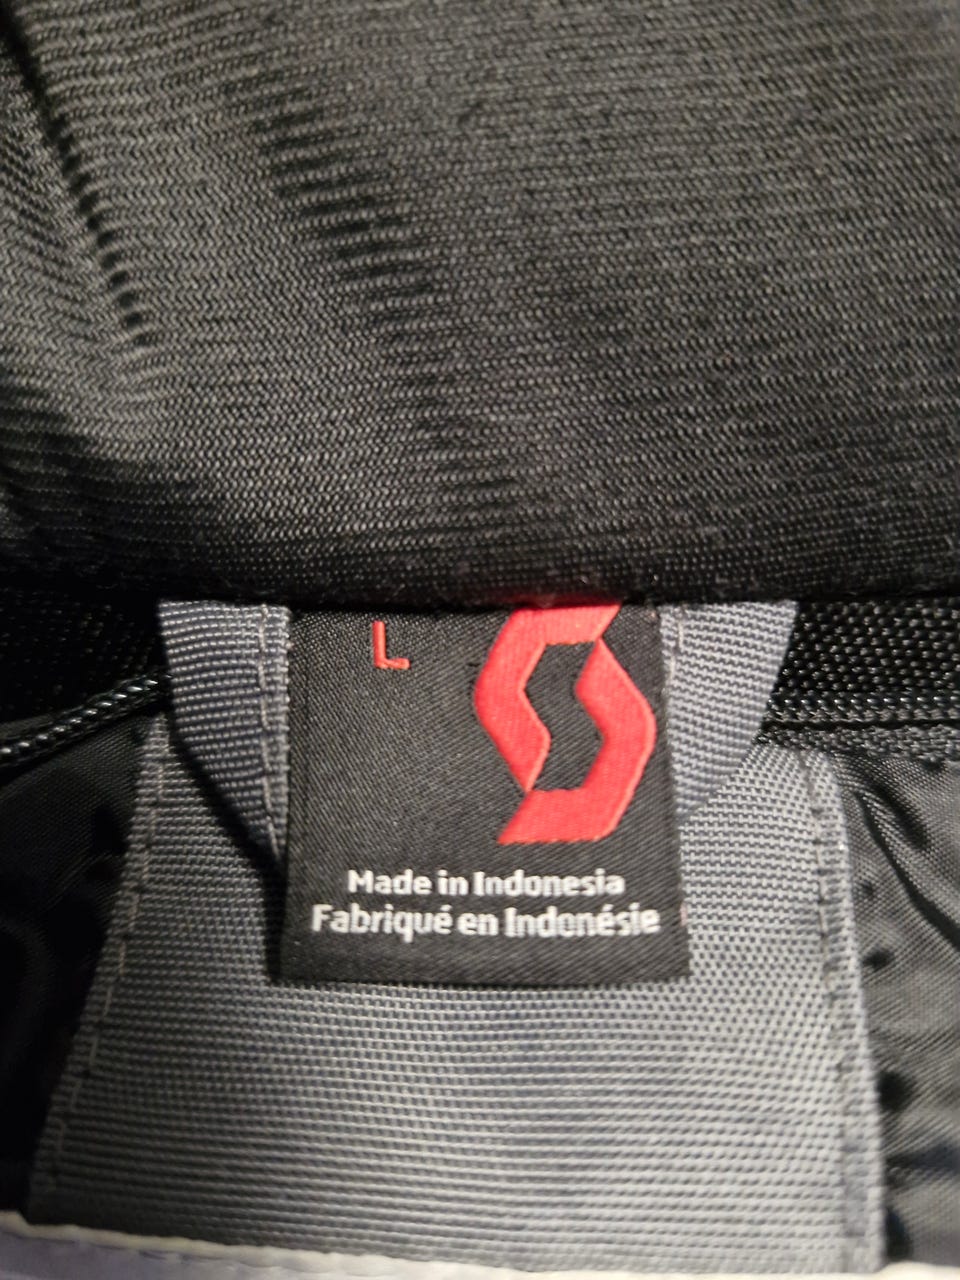 L
Made in Indonesia
Fabriqué en Indonésie